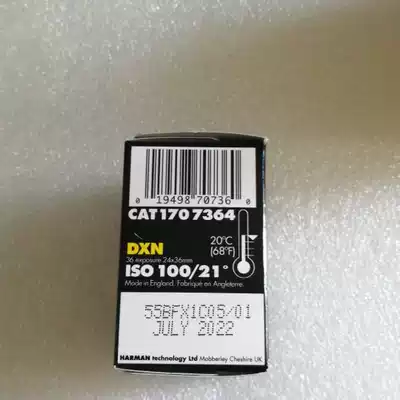 0 19498 70736 0
CAT 170 7364
DXN
20°C
(68°F)
36 exposure 24x36mm
ISO 100/21°
Made in England. Fabriqué en Angleterre.
55BFX1C05/01
JULY 2022
HARMAN technology Ltd Mobberley Cheshire UK